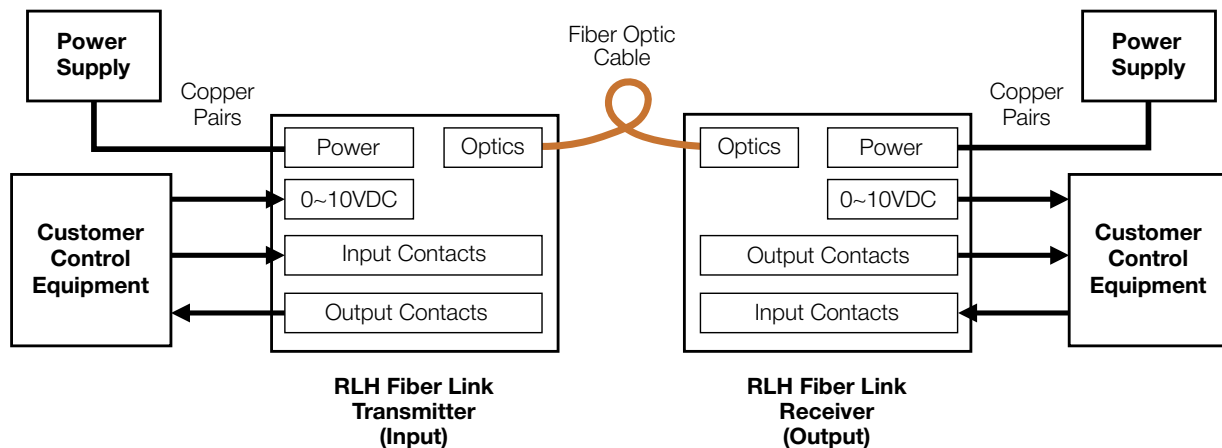 Power
Supply
Copper
Pairs
Fiber Optic
Cable
Power
Supply
Copper
Pairs
Power
Optics
0~10VDC
Input Contacts
Output Contacts
Customer
Control
Equipment
Optics
Power
0~10VDC
Output Contacts
Input Contacts
Customer
Control
Equipment
RLH Fiber Link
Transmitter
(Input)
RLH Fiber Link
Receiver
(Output)